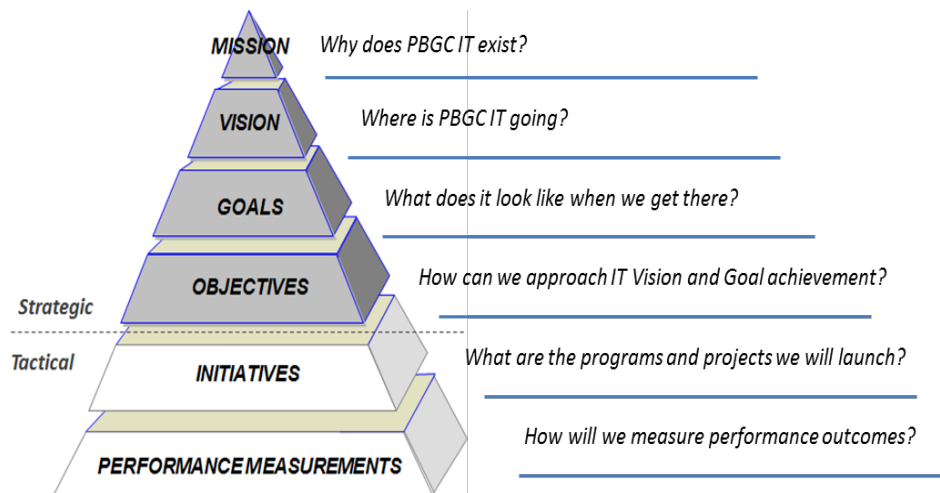 MISSION
Why does PBGC IT exist?
VISION
Where is PBGC IT going?
GOALS
What does it look like when we get there?
OBJECTIVES
How can we approach IT Vision and Goal achievement?
Strategic
Tactical
INITIATIVES
What are the programs and projects we will launch?
PERFORMANCE MEASUREMENTS
How will we measure performance outcomes?